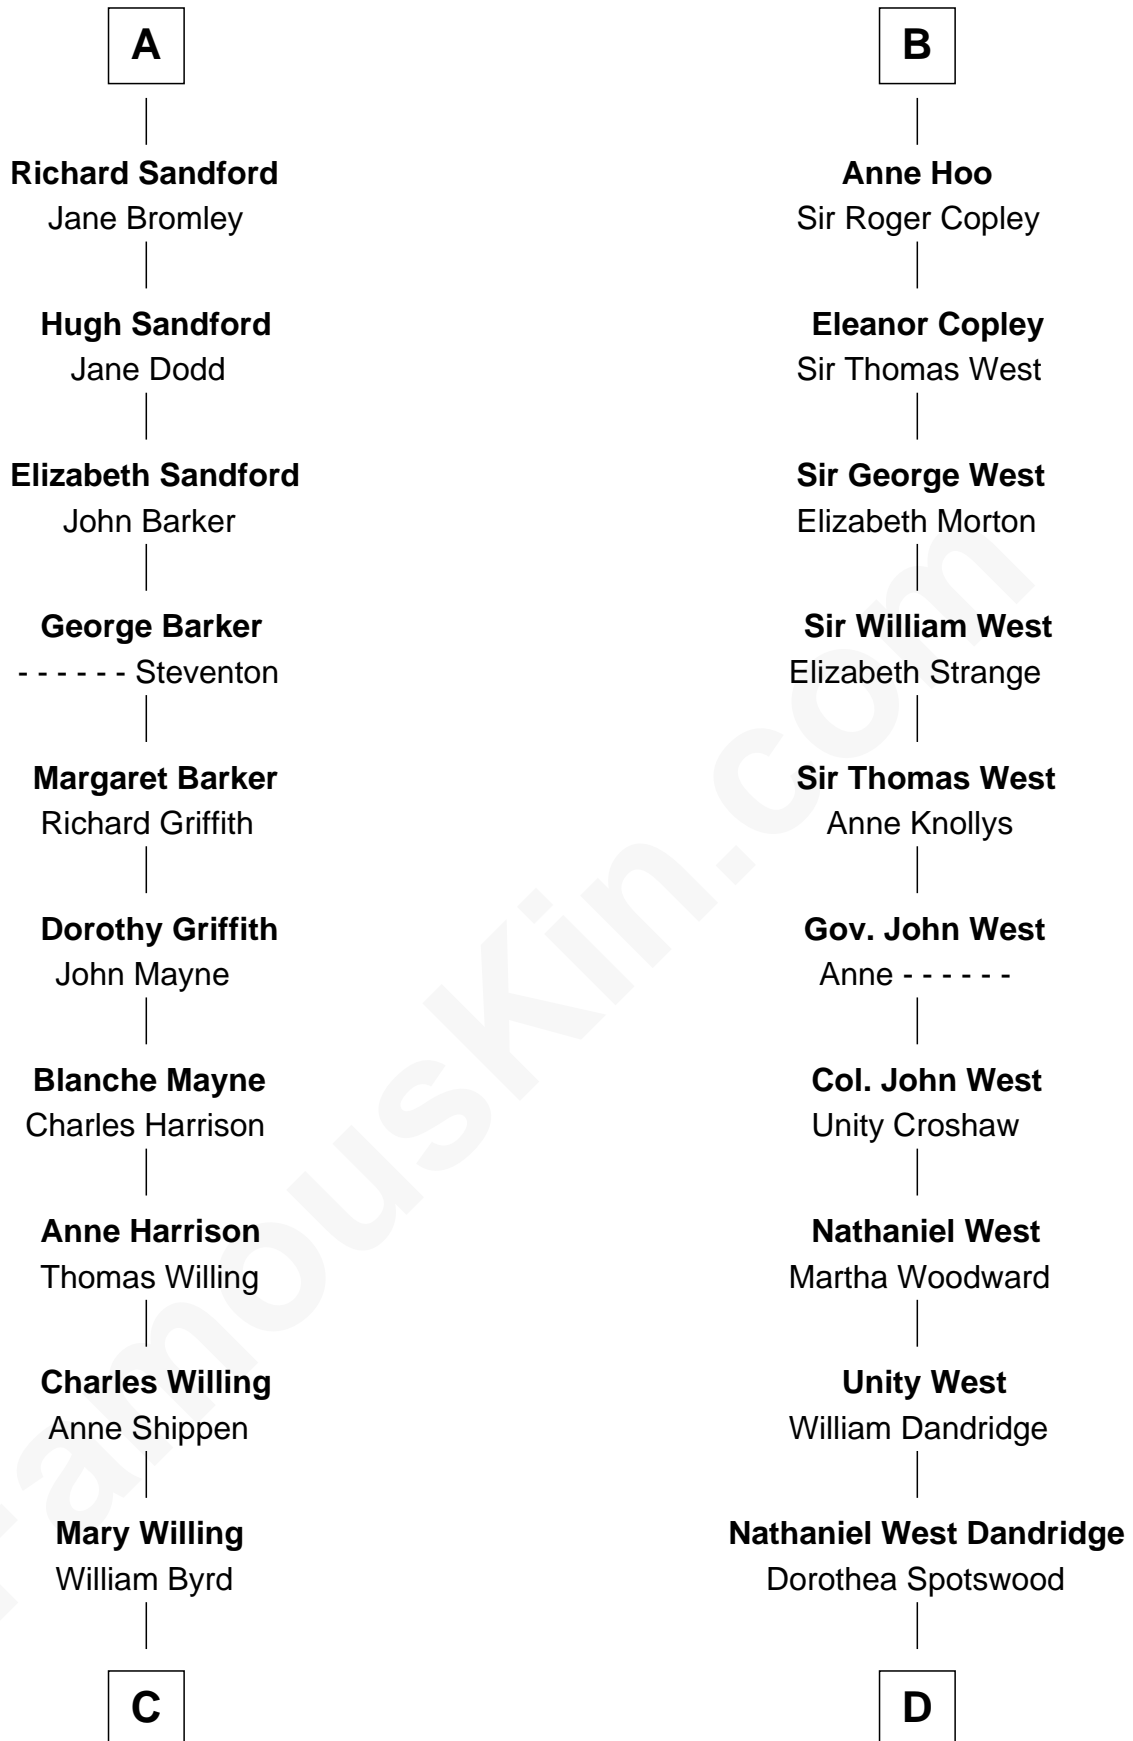 A
Richard Sandford
Jane Bromley
Hugh Sandford
Jane Dodd
Elizabeth Sandford
John Barker
George Barker
- - - - - - Steventon
Margaret Barker
Richard Griffith
Dorothy Griffith
John Mayne
Blanche Mayne
Charles Harrison
Anne Harrison
Thomas Willing
Charles Willing
Anne Shippen
Mary Willing
William Byrd
C
B
Anne Hoo
Sir Roger Copley
Eleanor Copley
Sir Thomas West
Sir George West
Elizabeth Morton
Sir William West
Elizabeth Strange
Sir Thomas West
Anne Knollys
Gov. John West
Anne - - - - - -
Col. John West
Unity Croshaw
Nathaniel West
Martha Woodward
Unity West
William Dandridge
Nathaniel West Dandridge
Dorothea Spotswood
D
FamousKin.com